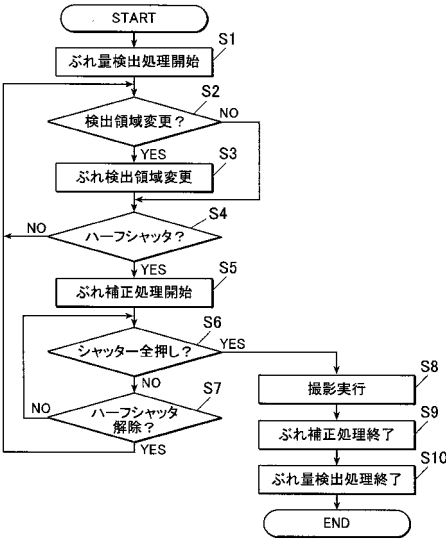 START
S1
ぶれ量検出処理開始
S2
検出領域変更?
NO
YES
S3
ぶれ検出領域変更
S4
ハーフシャッタ?
NO
YES
S5
ぶれ補正処理開始
S6
シャッター全押し?
YES
NO
S7
ハーフシャッタ
解除?
NO
YES
S8
撮影実行
S9
ぶれ補正処理終了
S10
ぶれ量検出処理終了
END